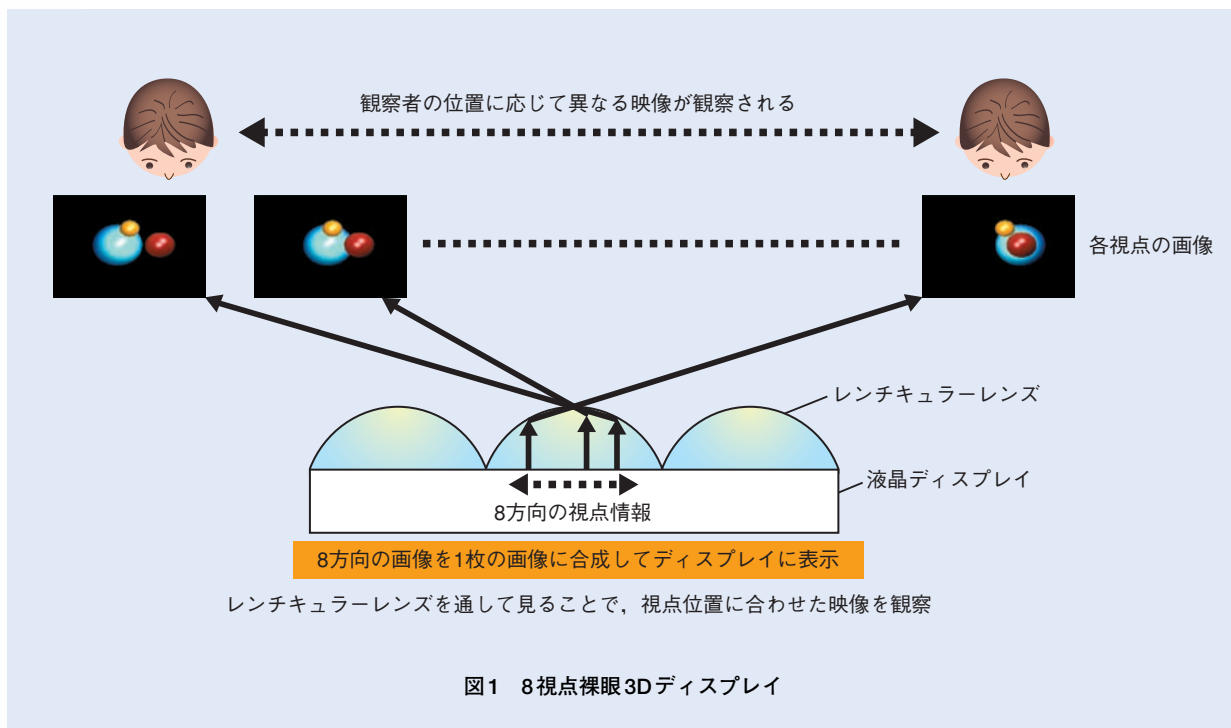 観察者の位置に応じて異なる映像が観察される
各視点の画像
レンチキュラーレンズ
液晶ディスプレイ
8方向の視点情報
8方向の画像を1枚の画像に合成してディスプレイに表示
レンチキュラーレンズを通して見ることで，視点位置に合わせた映像を観察
図1　8視点裸眼3Dディスプレイ